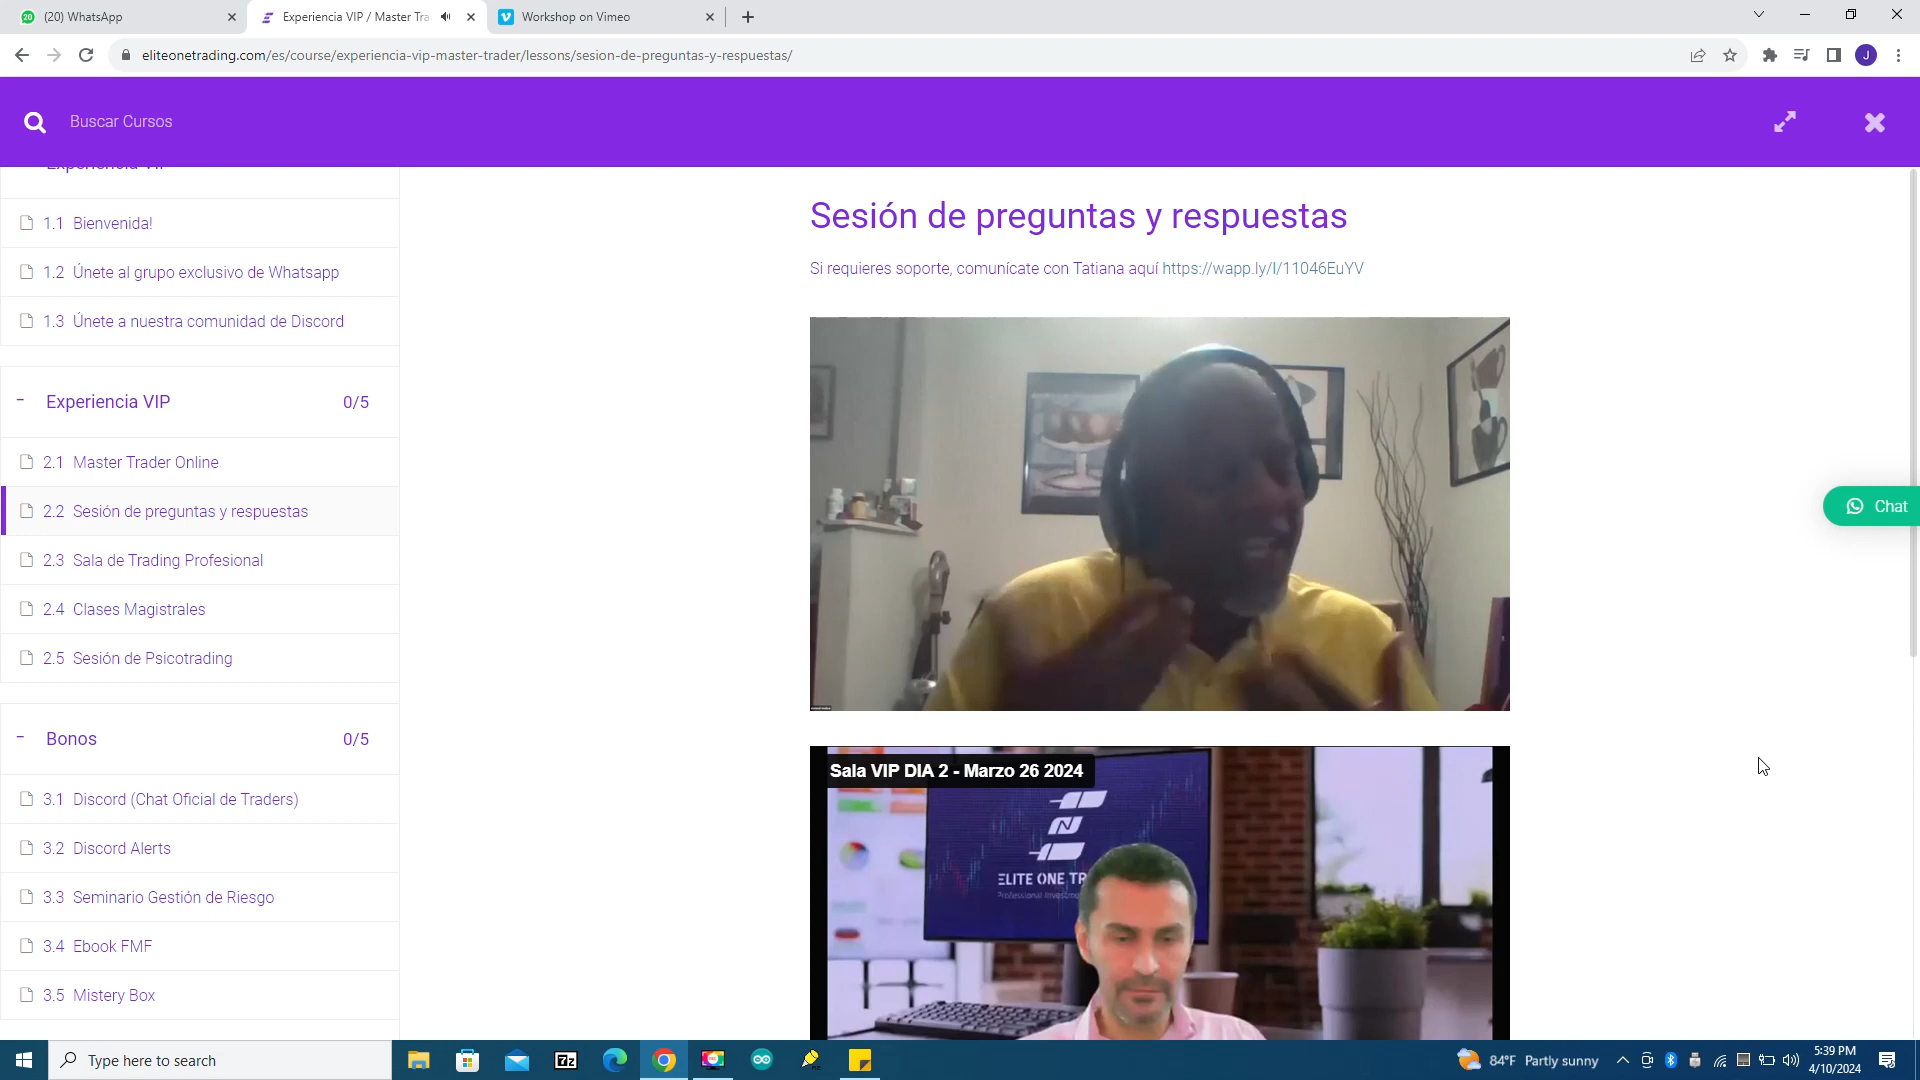 (20) WhatsApp
Experiencia VIP / Master Tra
Workshop on Vimeo
eliteonetrading.com/es/course/experiencia-vip-master-trader/lessons/sesion-de-preguntas-y-respuestas/
J
Buscar Cursos
Experiencia VIP
1.1 Bienvenida!
1.2 Únete al grupo exclusivo de Whatsapp
1.3 Únete a nuestra comunidad de Discord
- Experiencia VIP 0/5
2.1 Master Trader Online
2.2 Sesión de preguntas y respuestas
2.3 Sala de Trading Profesional
2.4 Clases Magistrales
2.5 Sesión de Psicotrading
- Bonos 0/5
3.1 Discord (Chat Oficial de Traders)
3.2 Discord Alerts
3.3 Seminario Gestión de Riesgo
3.4 Ebook FMF
3.5 Mistery Box
Sesión de preguntas y respuestas
Si requieres soporte, comunícate con Tatiana aquí https://wapp.ly/l/11046EuYV
Sala VIP DIA 2 - Marzo 26 2024
ELITE ONE TR
Professional Investme
Chat
Type here to search
7z
84°F Partly sunny
5:39 PM
4/10/2024